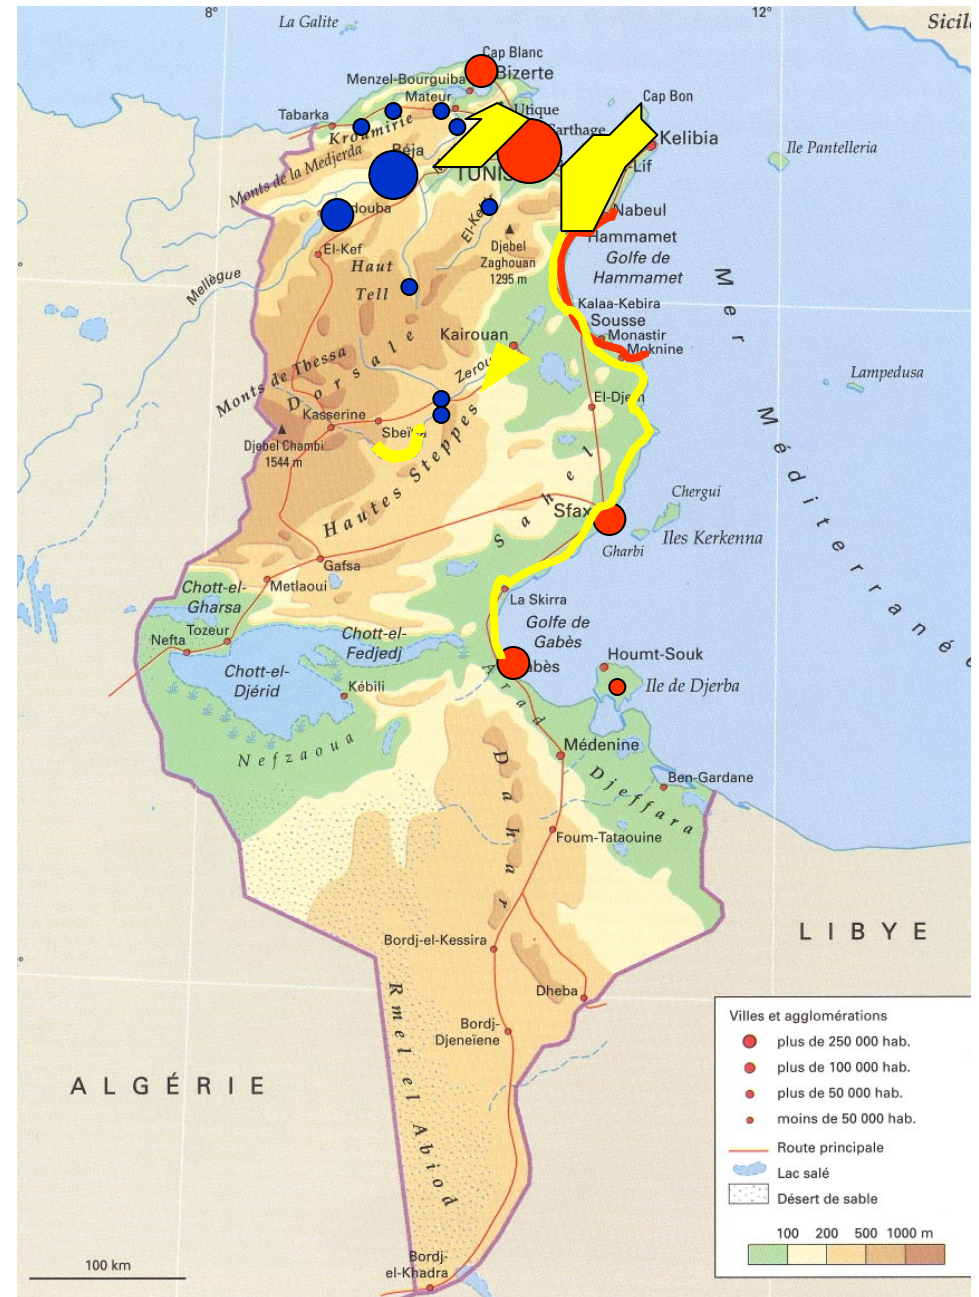 8°
12°
La Galite
Sicil
Cap Blanc
Bizerte
Menzel-Bourguiba
Mateur
Utique
Cap Bon
Tabarka
Kroumirie
Carthage
Kelibia
Ile Pantelleria
Béja
Monts de la Medjerda
TUNIS
-Lif
douba
El-Kebir
Nabeul
El-Kef
Haut
Tell
Djebel
Zaghouan
1295 m
Hammamet
Golfe de
Hammamet
Mellègue
Kalaa-Kebira
Sousse
Kairouan
Monastir
Moknine
Mer Méditerrané
Dorsale
Monts de Tbessa
Zerou
Lampedusa
El-Djem
Kasserine
Sbeïtla
Djebel Chambi
1544 m
Hautes Steppes
Sahel
Chergui
Sfax
Gharbi
Iles Kerkenna
Gafsa
Metlaoui
Chott-el-
Gharsa
La Skirra
Golfe de
Gabès
Tozeur
Nefta
Chott-el-
Fedjedj
Chott-el-
Djérid
Kébili
abès
Houmt-Souk
Ile de Djerba
Arad
Nefzaoua
Médenine
Djeffara
Ben-Gardane
Dahar
Foum-Tataouine
LIBYE
Bordj-el-Kessira
Dheba
Rmel el Abiod
Bordj-
Djeneïene
ALGÉRIE
Villes et agglomérations
plus de 250 000 hab.
plus de 100 000 hab.
plus de 50 000 hab.
moins de 50 000 hab.
Route principale
Lac salé
Désert de sable
100 200 500 1000 m
100 km
Bordj-
el-Khadra